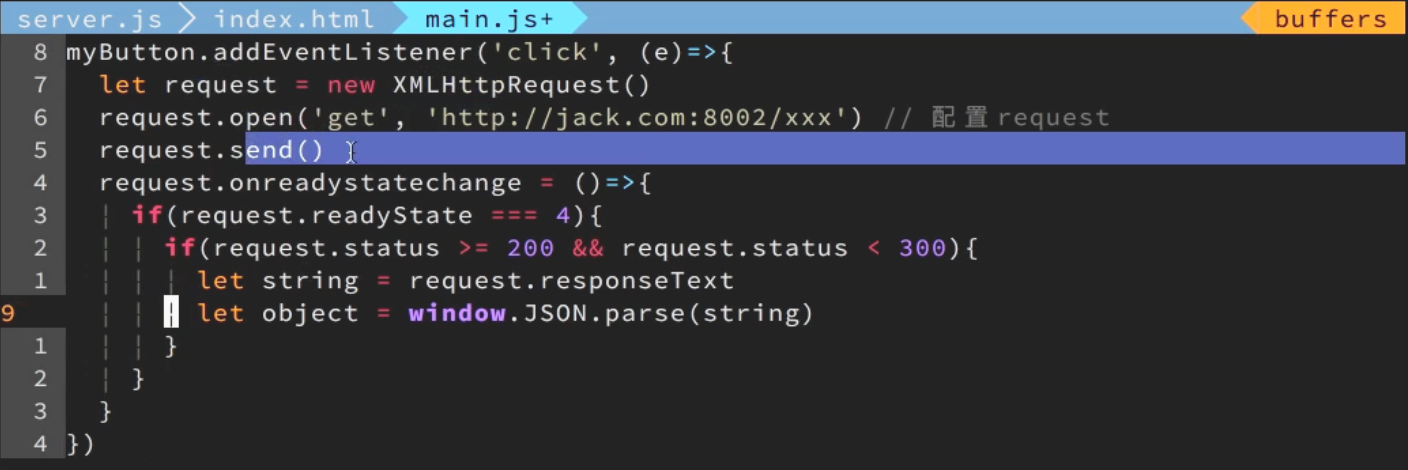 server.js index.html main.js+ buffers
8 myButton.addEventListener('click', (e)=>{
7 let request = new XMLHttpRequest()
6 request.open('get', 'http://jack.com:8002/xxx') // 配置request
5 request.send()
4 request.onreadystatechange = ()=>{
3 if(request.readyState === 4){
2 if(request.status >= 200 && request.status < 300){
1 let string = request.responseText
9 let object = window.JSON.parse(string)
1 }
2 }
3 }
4 })